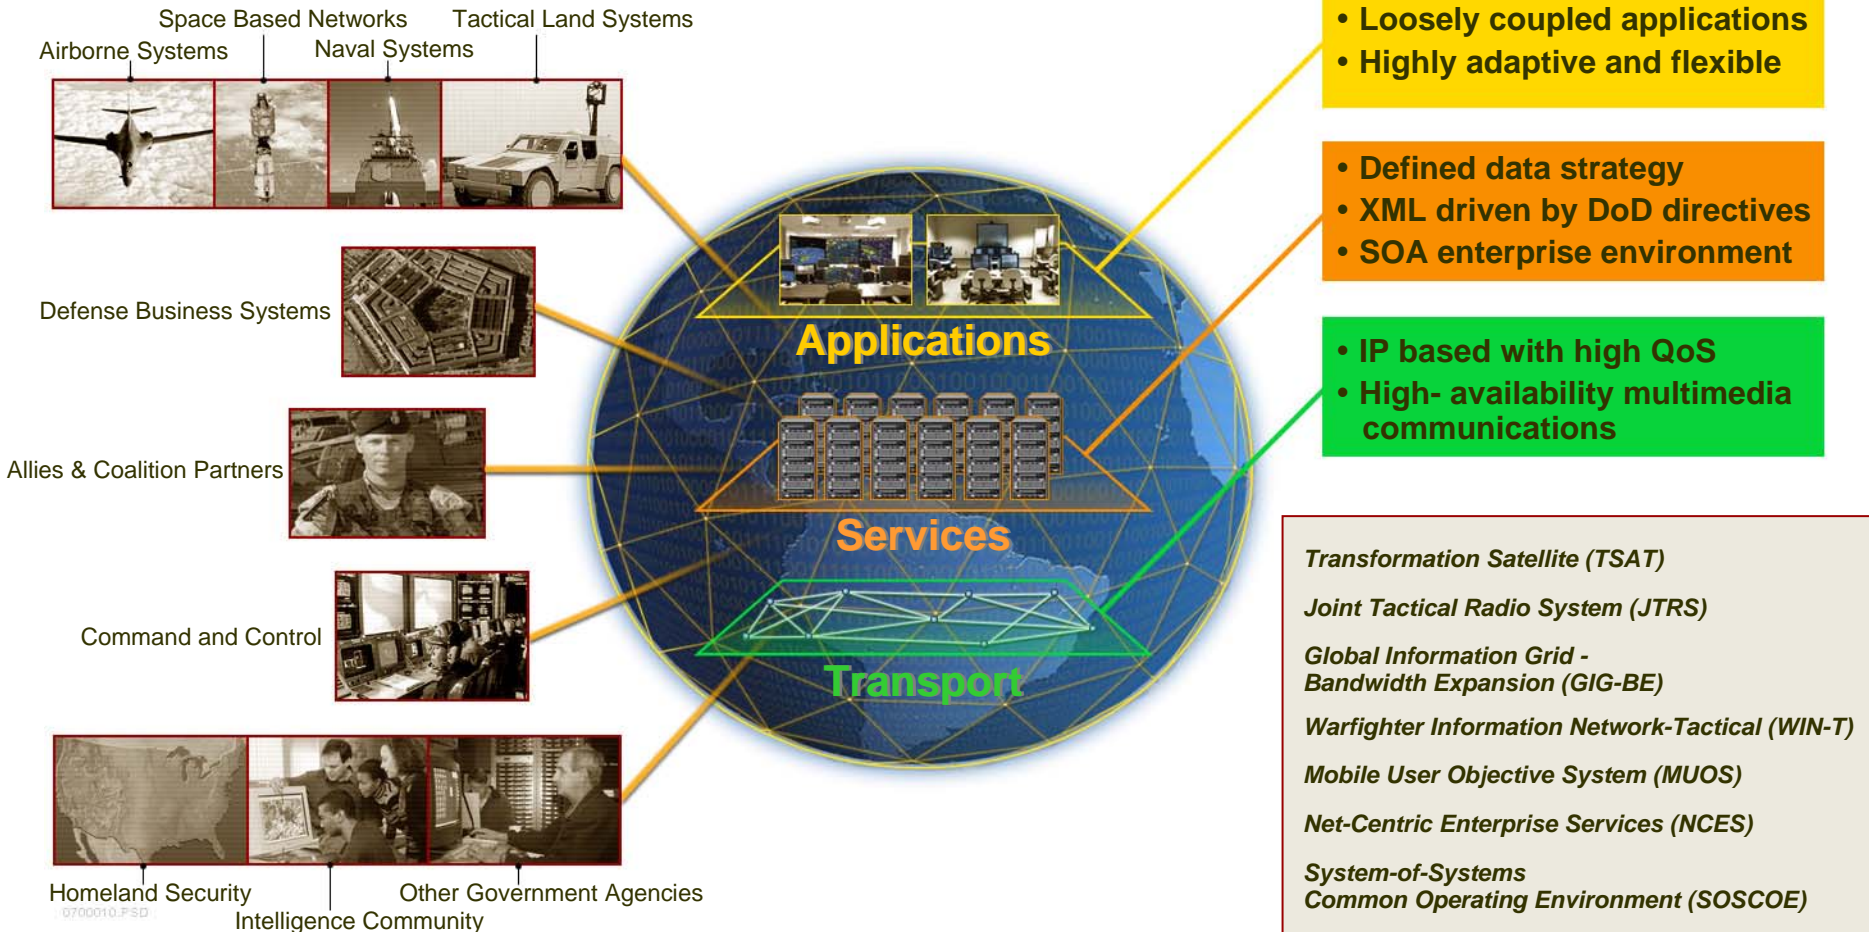 Space Based Networks
Tactical Land Systems
Airborne Systems
Naval Systems
Defense Business Systems
Allies & Coalition Partners
Command and Control
Homeland Security
Other Government Agencies
Intelligence Community
0700010.PSD
Applications
Services
Transport
• Loosely coupled applications
• Highly adaptive and flexible
• Defined data strategy
• XML driven by DoD directives
• SOA enterprise environment
• IP based with high QoS
• High- availability multimedia
communications
Transformation Satellite (TSAT)
Joint Tactical Radio System (JTRS)
Global Information Grid -
Bandwidth Expansion (GIG-BE)
Warfighter Information Network-Tactical (WIN-T)
Mobile User Objective System (MUOS)
Net-Centric Enterprise Services (NCES)
System-of-Systems
Common Operating Environment (SOSCOE)